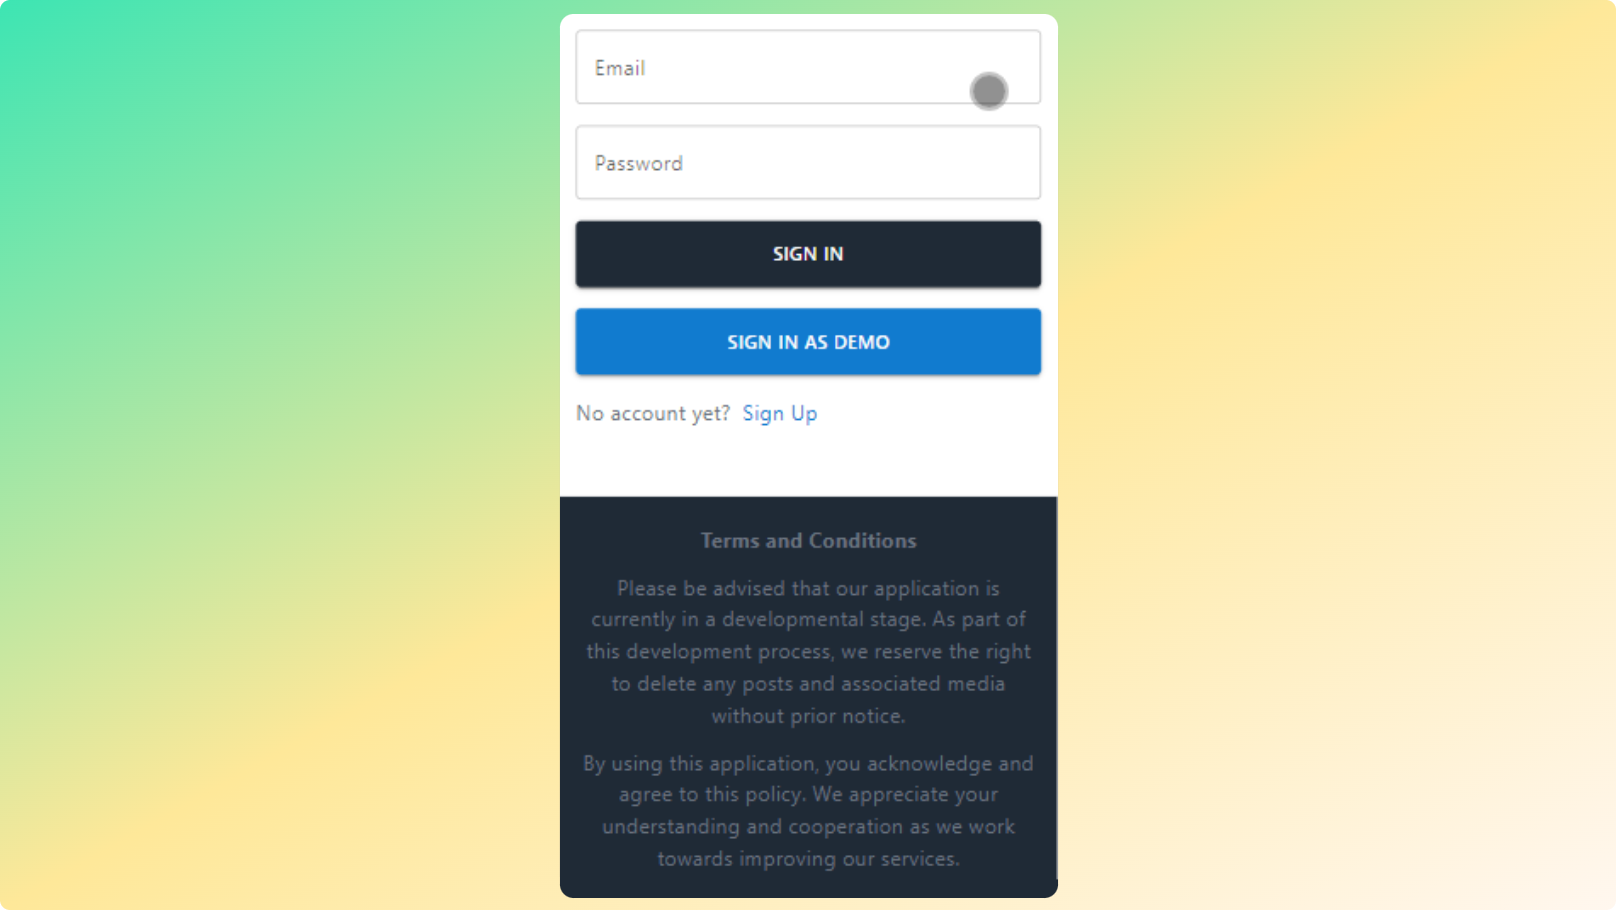 Email
Password
SIGN IN
SIGN IN AS DEMO
No account yet? Sign Up
Terms and Conditions
Please be advised that our application is
currently in a developmental stage. As part of
this development process, we reserve the right
to delete any posts and associated media
without prior notice.
By using this application, you acknowledge and
agree to this policy. We appreciate your
understanding and cooperation as we work
towards improving our services.